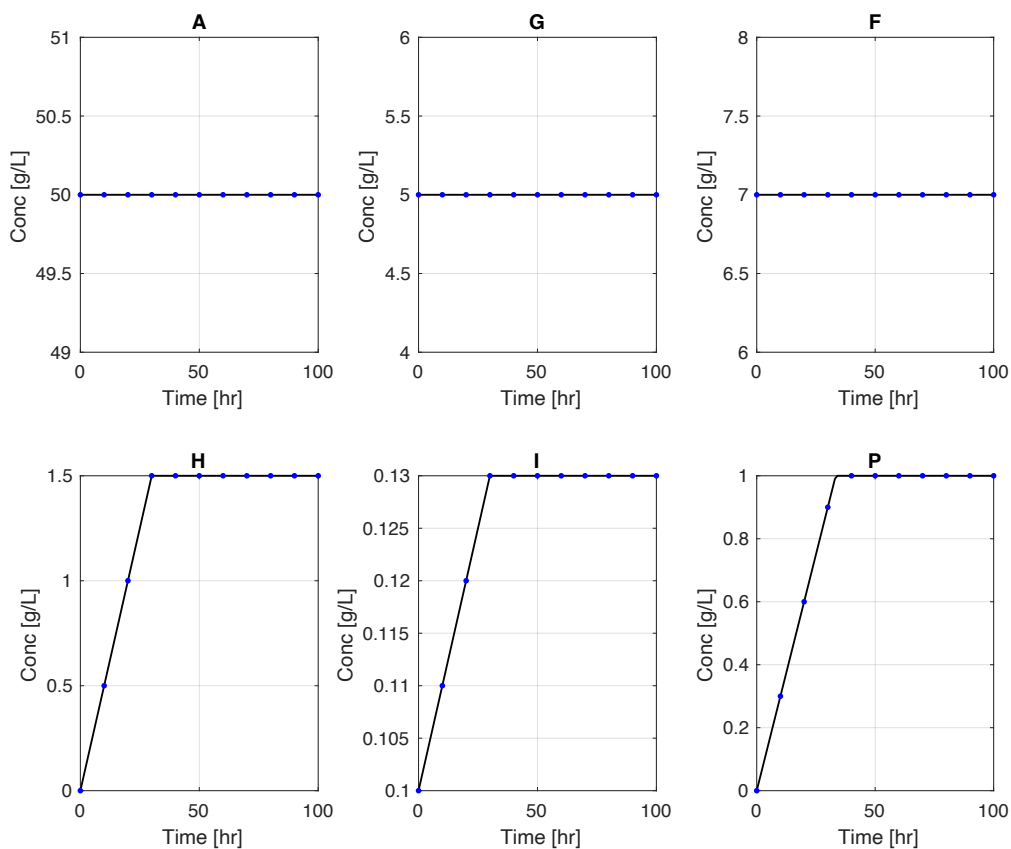 A
G
F
51
50.5
50
49.5
49
Conc [g/L]
0
50
100
Time [hr]
6
5.5
5
4.5
4
Conc [g/L]
0
50
100
Time [hr]
8
7.5
7
6.5
6
Conc [g/L]
0
50
100
Time [hr]
H
I
P
1.5
1
0.5
0
Conc [g/L]
0
50
100
Time [hr]
0.13
0.125
0.12
0.115
0.11
0.105
0.1
Conc [g/L]
0
50
100
Time [hr]
1
0.8
0.6
0.4
0.2
0
Conc [g/L]
0
50
100
Time [hr]